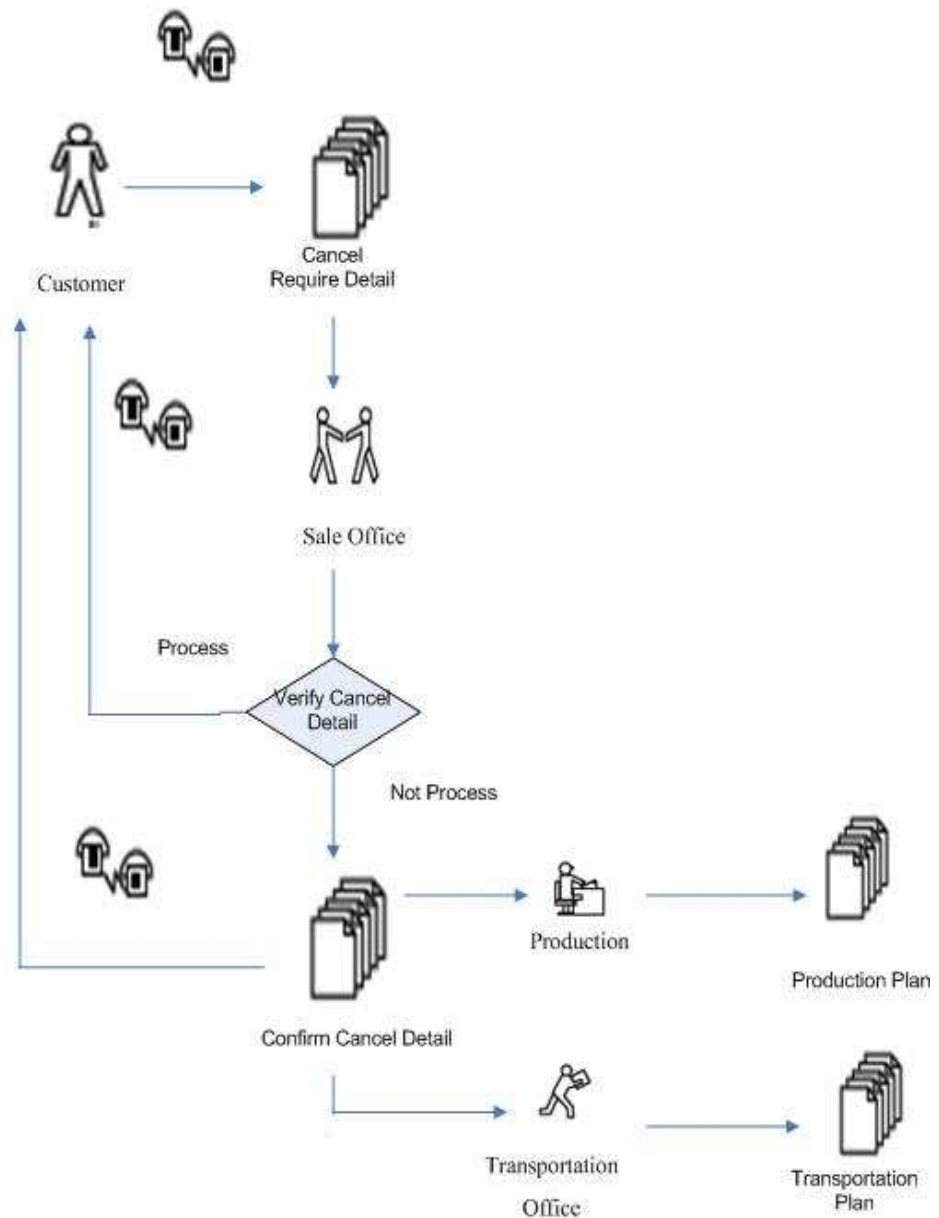 Cancel
Require Detail
Customer
Sale Office
Process
Verify Cancel
Detail
Not Process
Production
Production Plan
Confirm Cancel Detail
Transportation
Office
Transportation
Plan